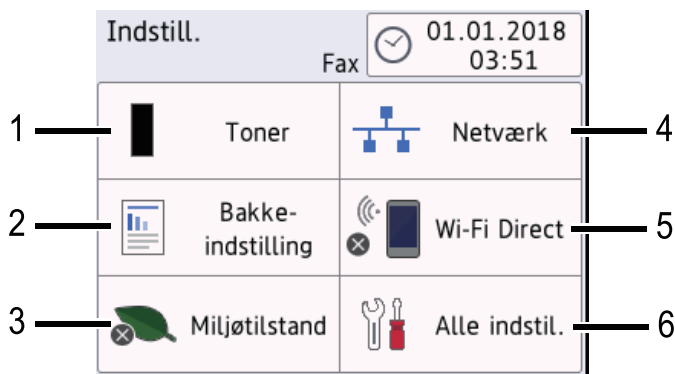 Indstill.
Fax
01.01.2018
03:51
1
Toner
Netværk
4
2
Bakke-
indstilling
Wi-Fi Direct
5
3
Miljøtilstand
Alle indstil.
6